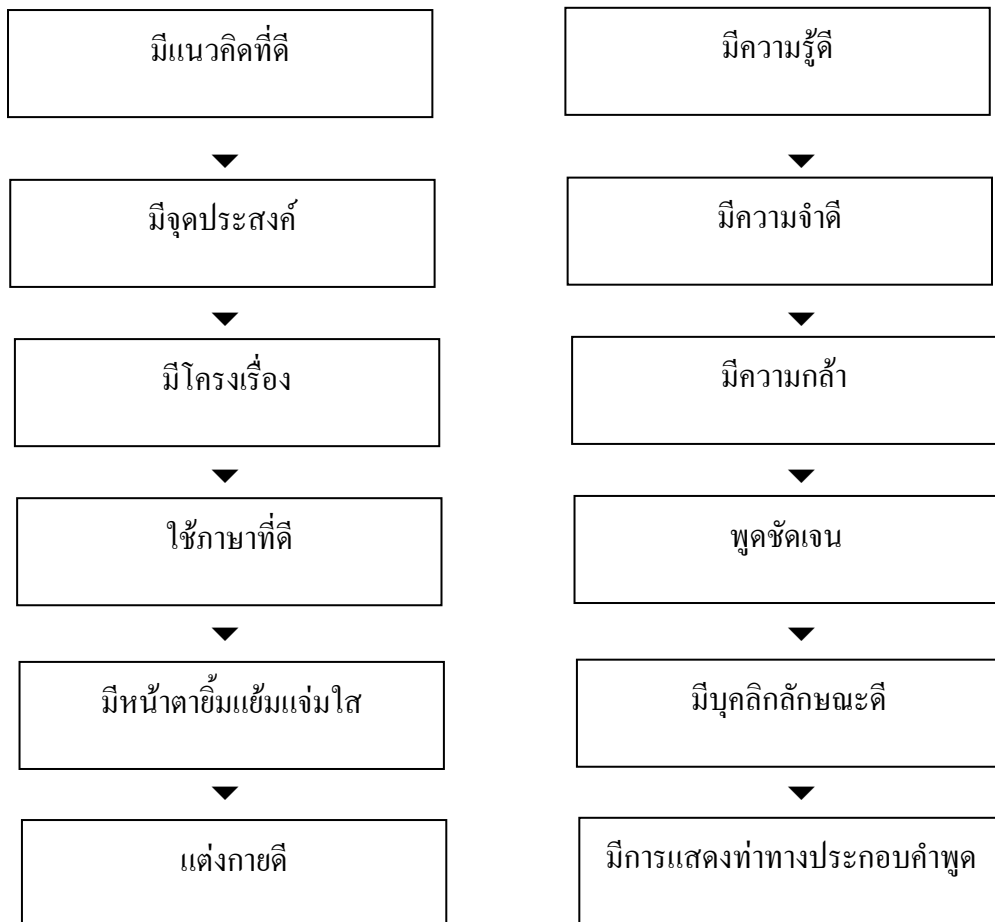 มีแนวคิดที่ดี
มีจุดประสงค์
มีโครงเรื่อง
ใช้ภาษาที่ดี
มีหน้าตายิ้มแย้มแจ่มใส
แต่งกายดี
มีความรู้ดี
มีความจำดี
มีความกล้า
พูดชัดเจน
มีบุคลิกลักษณะดี
มีการแสดงท่าทางประกอบคำพูด